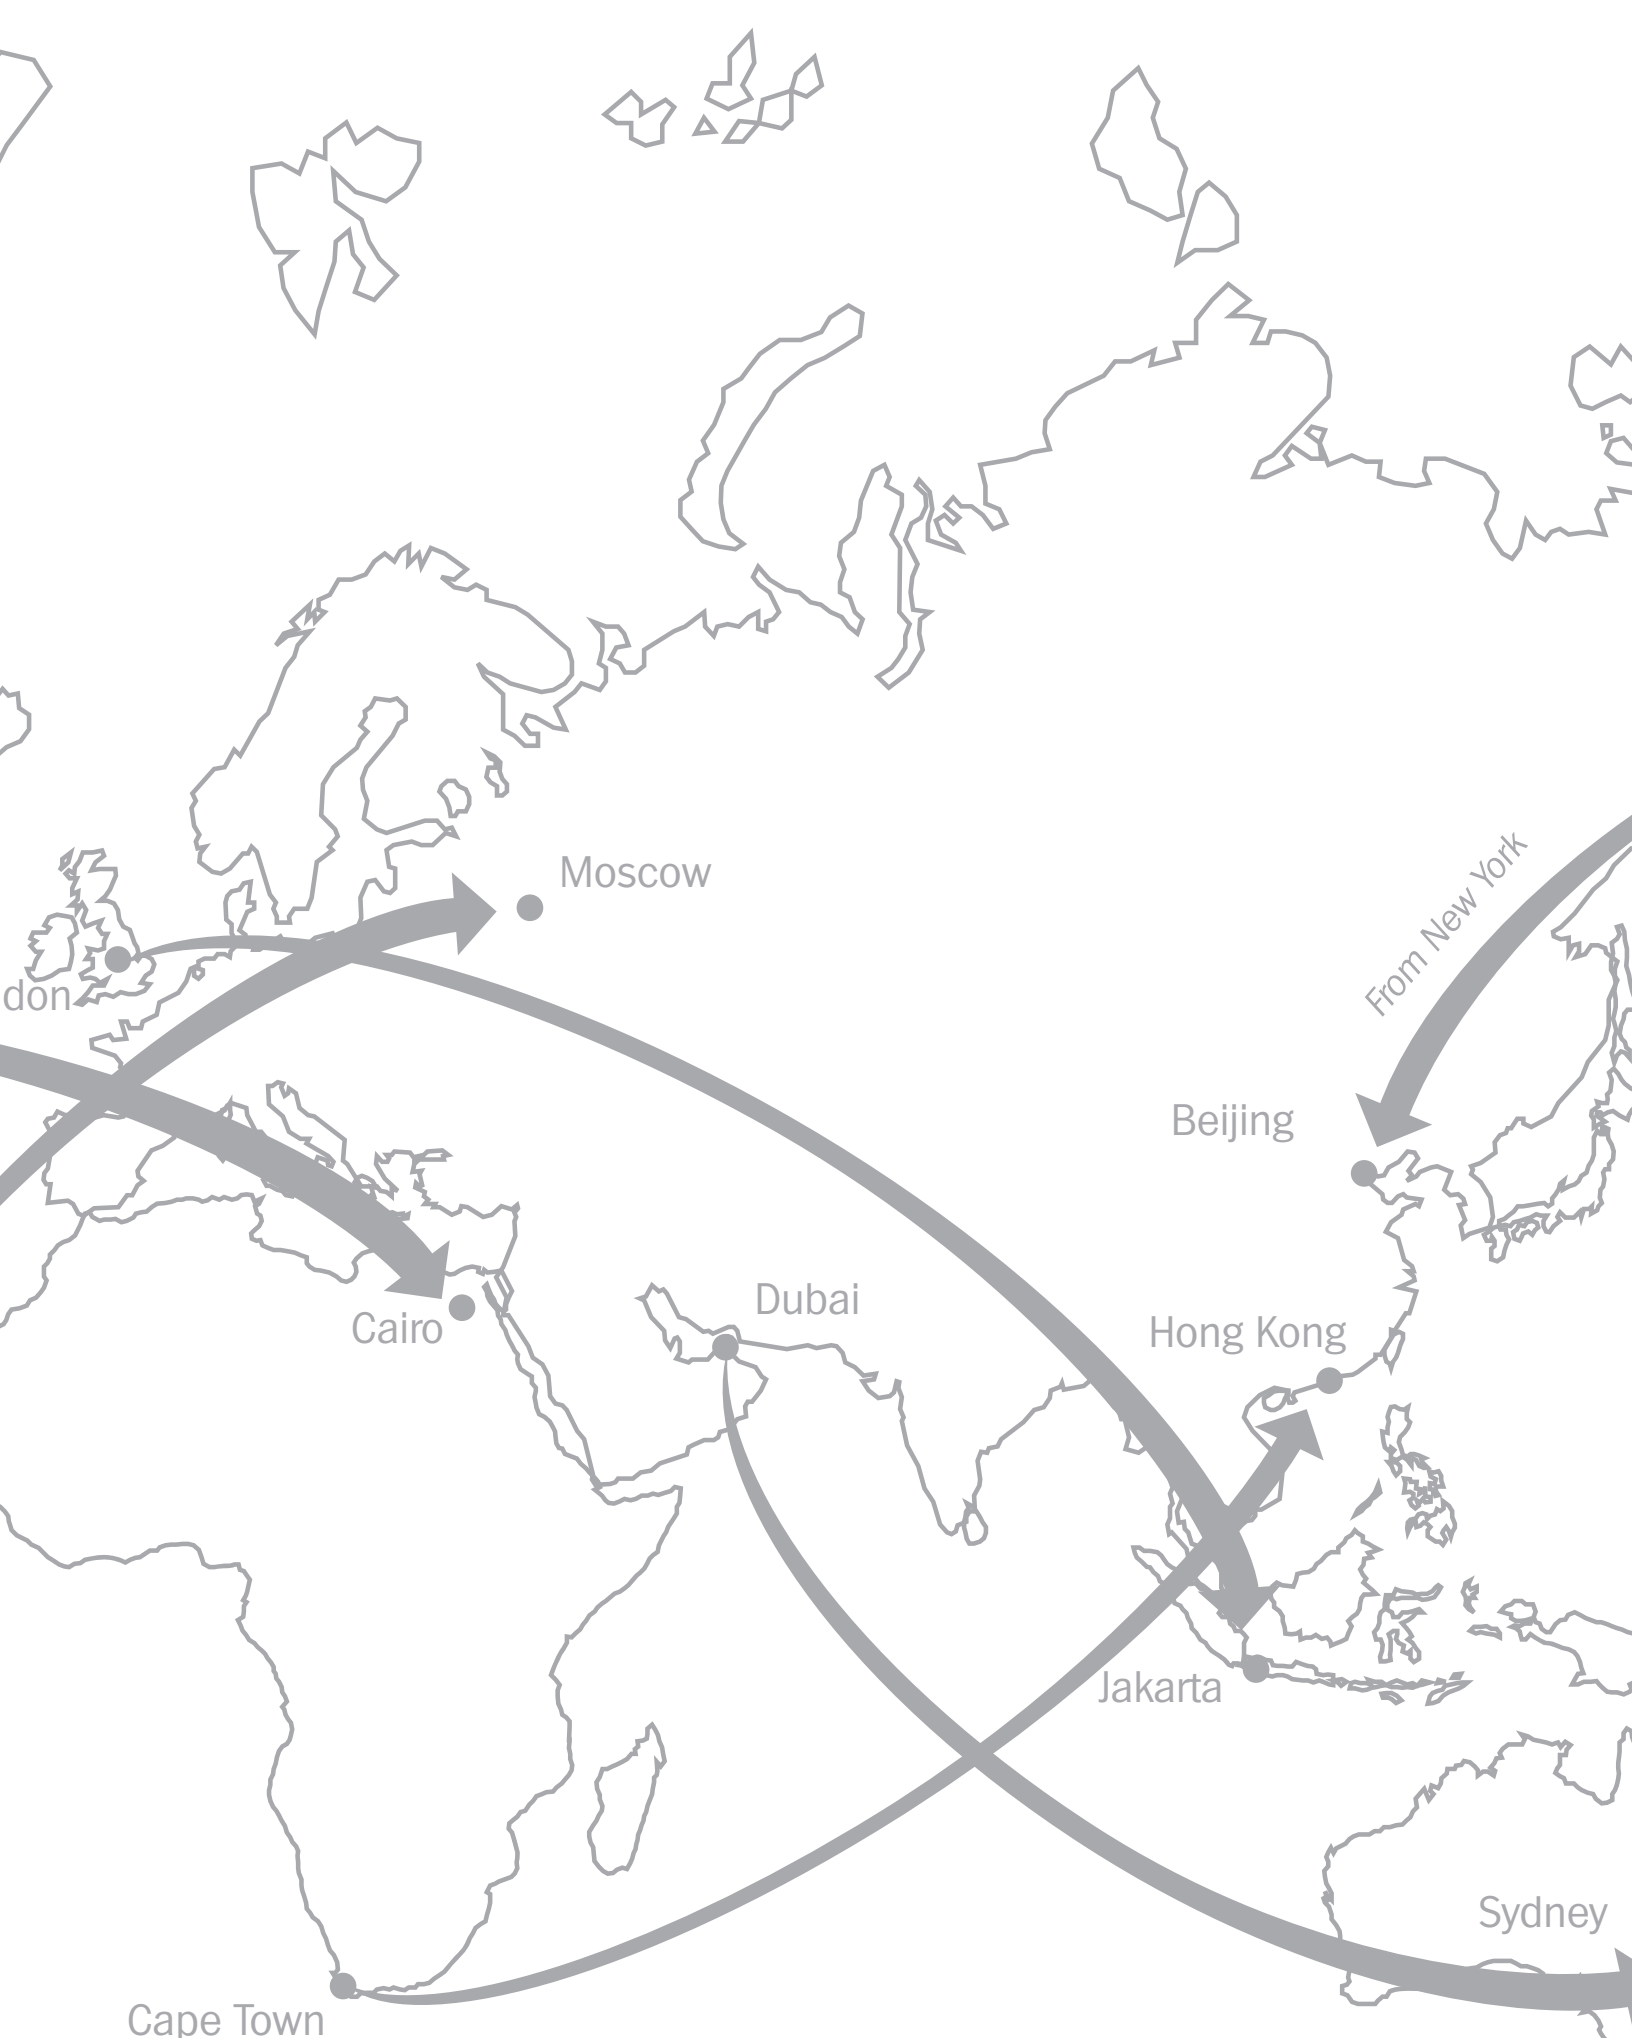 Moscow
don
From New York
Beijing
Dubai
Hong Kong
Cairo
Jakarta
Sydney
Cape Town